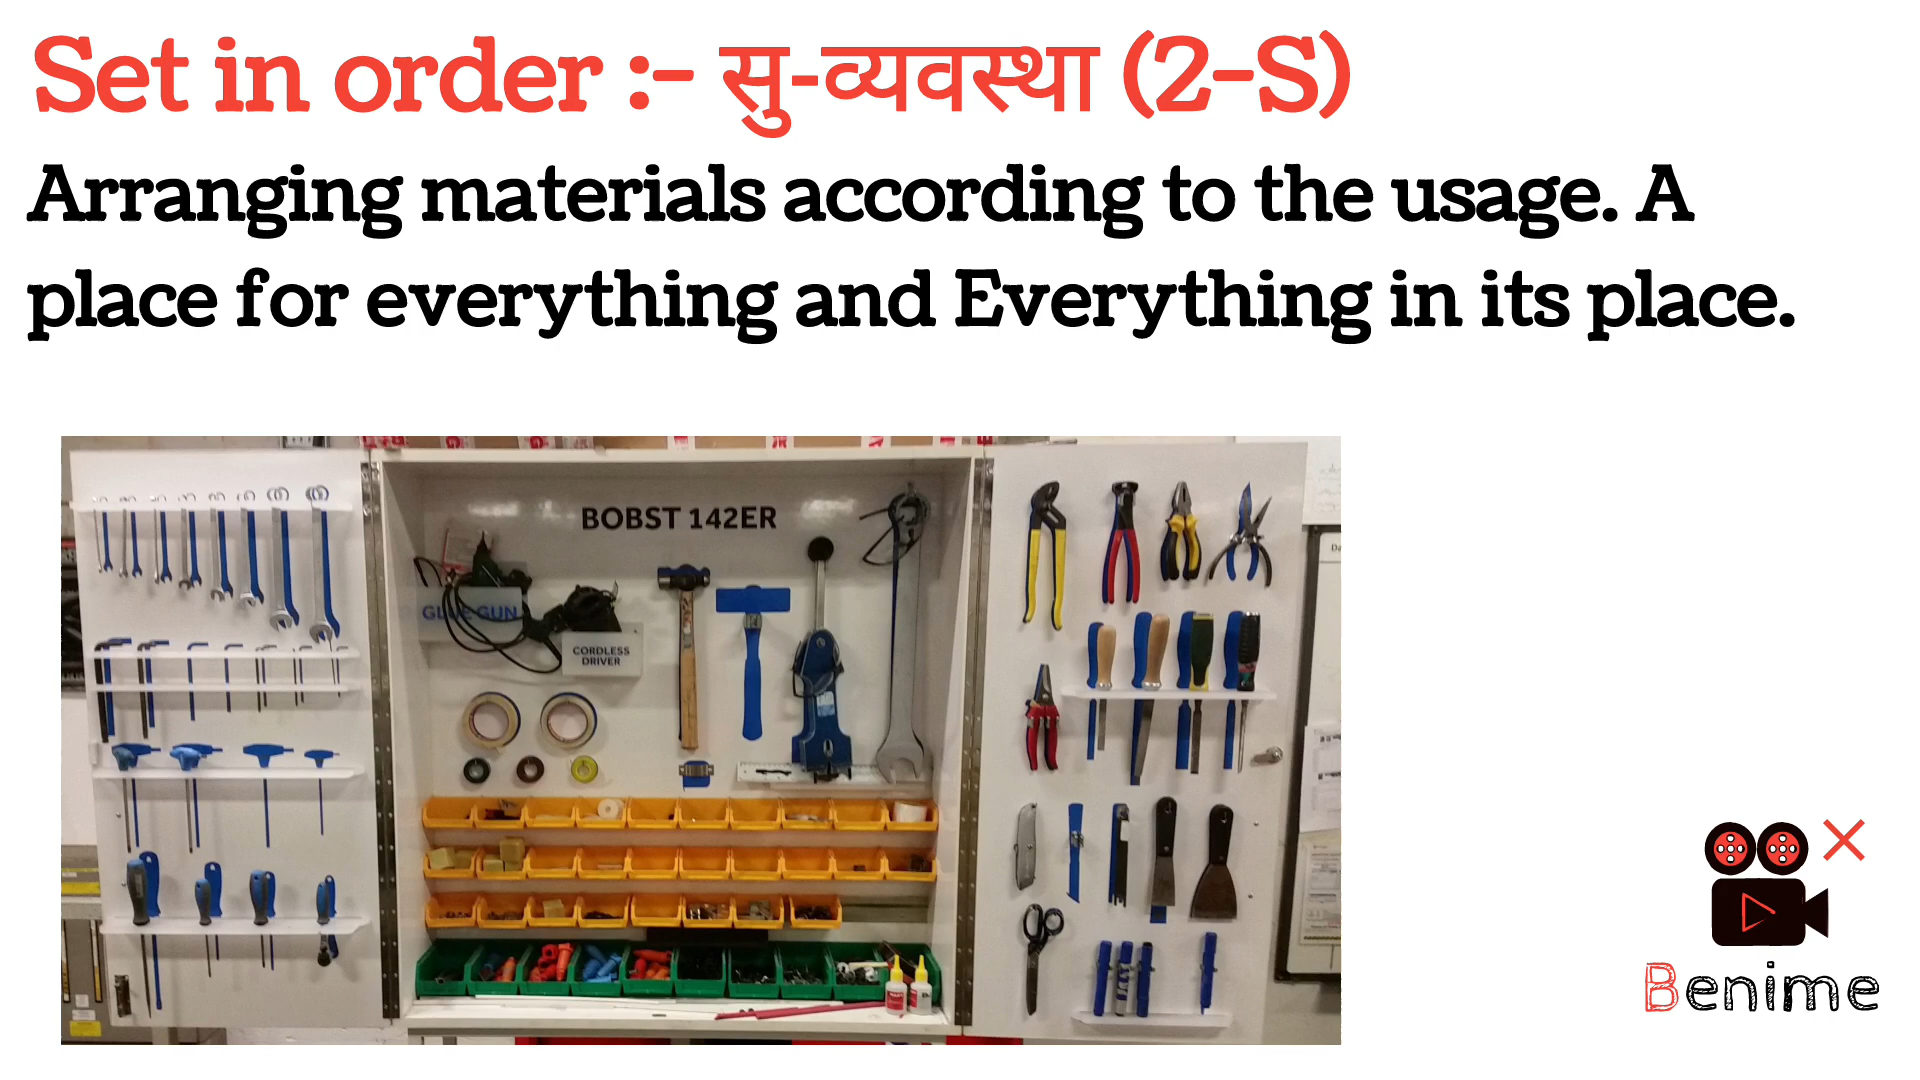 Set in order :- सु-व्यवस्था (2-S)
Arranging materials according to the usage. A
place for everything and Everything in its place.
BOBST 142ER
GLUE GUN
CORDLESS
DRIVER
Benime